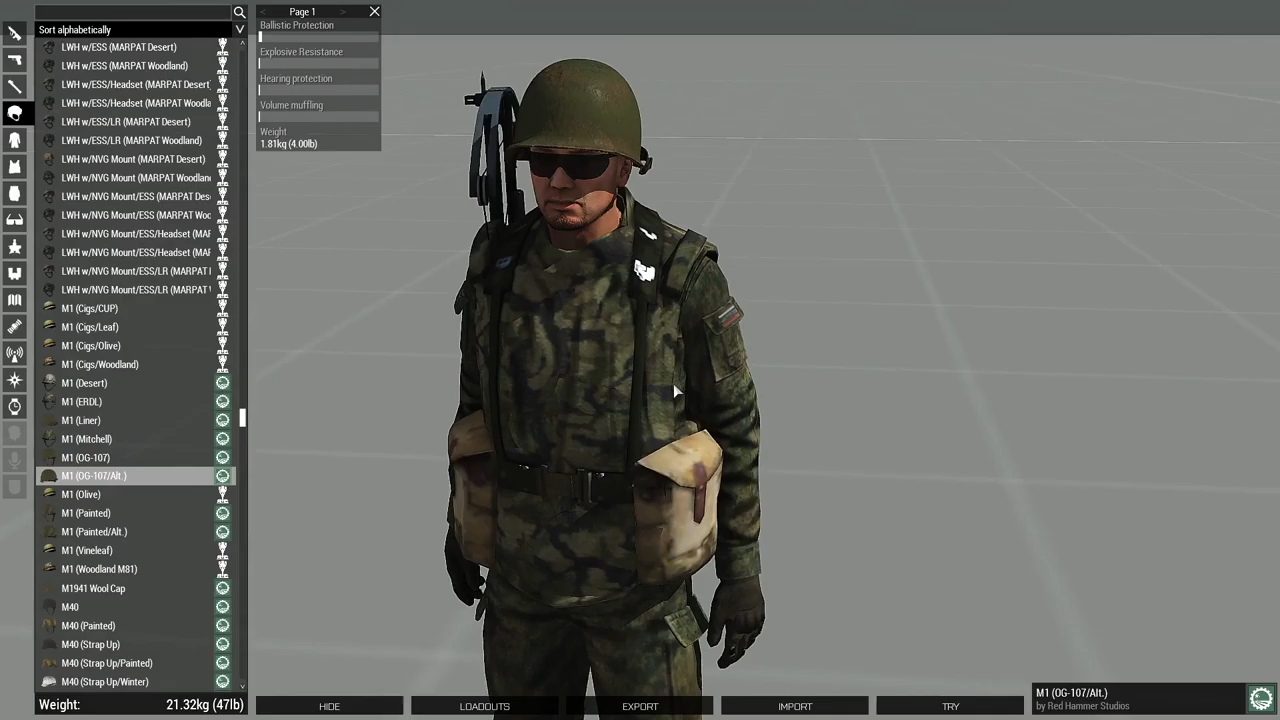 Sort alphabetically
LWH w/ESS (MARPAT Desert)
LWH w/ESS (MARPAT Woodland)
LWH w/ESS/Headset (MARPAT Desert
LWH w/ESS/Headset (MARPAT Woodla
LWH w/ESS/LR (MARPAT Desert)
LWH w/ESS/LR (MARPAT Woodland)
LWH w/NVG Mount (MARPAT Desert)
LWH w/NVG Mount (MARPAT Woodlan
LWH w/NVG Mount/ESS (MARPAT Des
LWH w/NVG Mount/ESS (MARPAT Woo
LWH w/NVG Mount/ESS/Headset (MAR
LWH w/NVG Mount/ESS/Headset (MAR
LWH w/NVG Mount/ESS/LR (MARPAT
LWH w/NVG Mount/ESS/LR (MARPAT
M1 (Cigs/CUP)
M1 (Cigs/Leaf)
M1 (Cigs/Olive)
M1 (Cigs/Woodland)
M1 (Desert)
M1 (ERDL)
M1 (Liner)
M1 (Mitchell)
M1 (OG-107)
M1 (OG-107/Alt.)
M1 (Olive)
M1 (Painted)
M1 (Painted/Alt.)
M1 (Vineleaf)
M1 (Woodland M81)
M1941 Wool Cap
M40
M40 (Painted)
M40 (Strap Up)
M40 (Strap Up/Painted)
M40 (Strap Up/Winter)
Weight: 21.32kg (47lb)
< Page 1 >
Ballistic Protection
Explosive Resistance
Hearing protection
Volume muffling
Weight
1.81kg (4.00lb)
HIDE LOADOUTS EXPORT IMPORT TRY
M1 (OG-107/Alt.)
by Red Hammer Studios